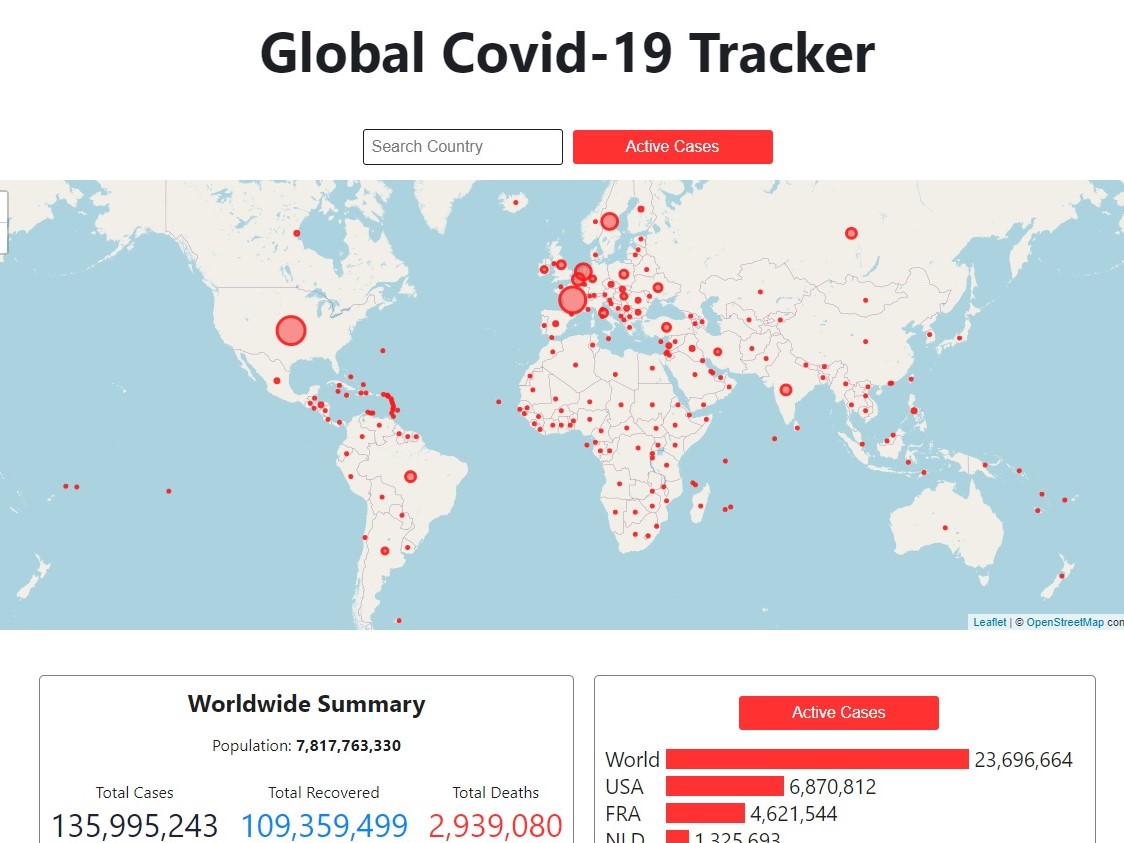 Global Covid-19 Tracker
Search Country
Active Cases
Leaflet | © OpenStreetMap con
Worldwide Summary
Population: 7,817,763,330
Total Cases Total Recovered Total Deaths
135,995,243 109,359,499 2,939,080
Active Cases
World 23,696,664
USA 6,870,812
FRA 4,621,544
NLD 1,325,693